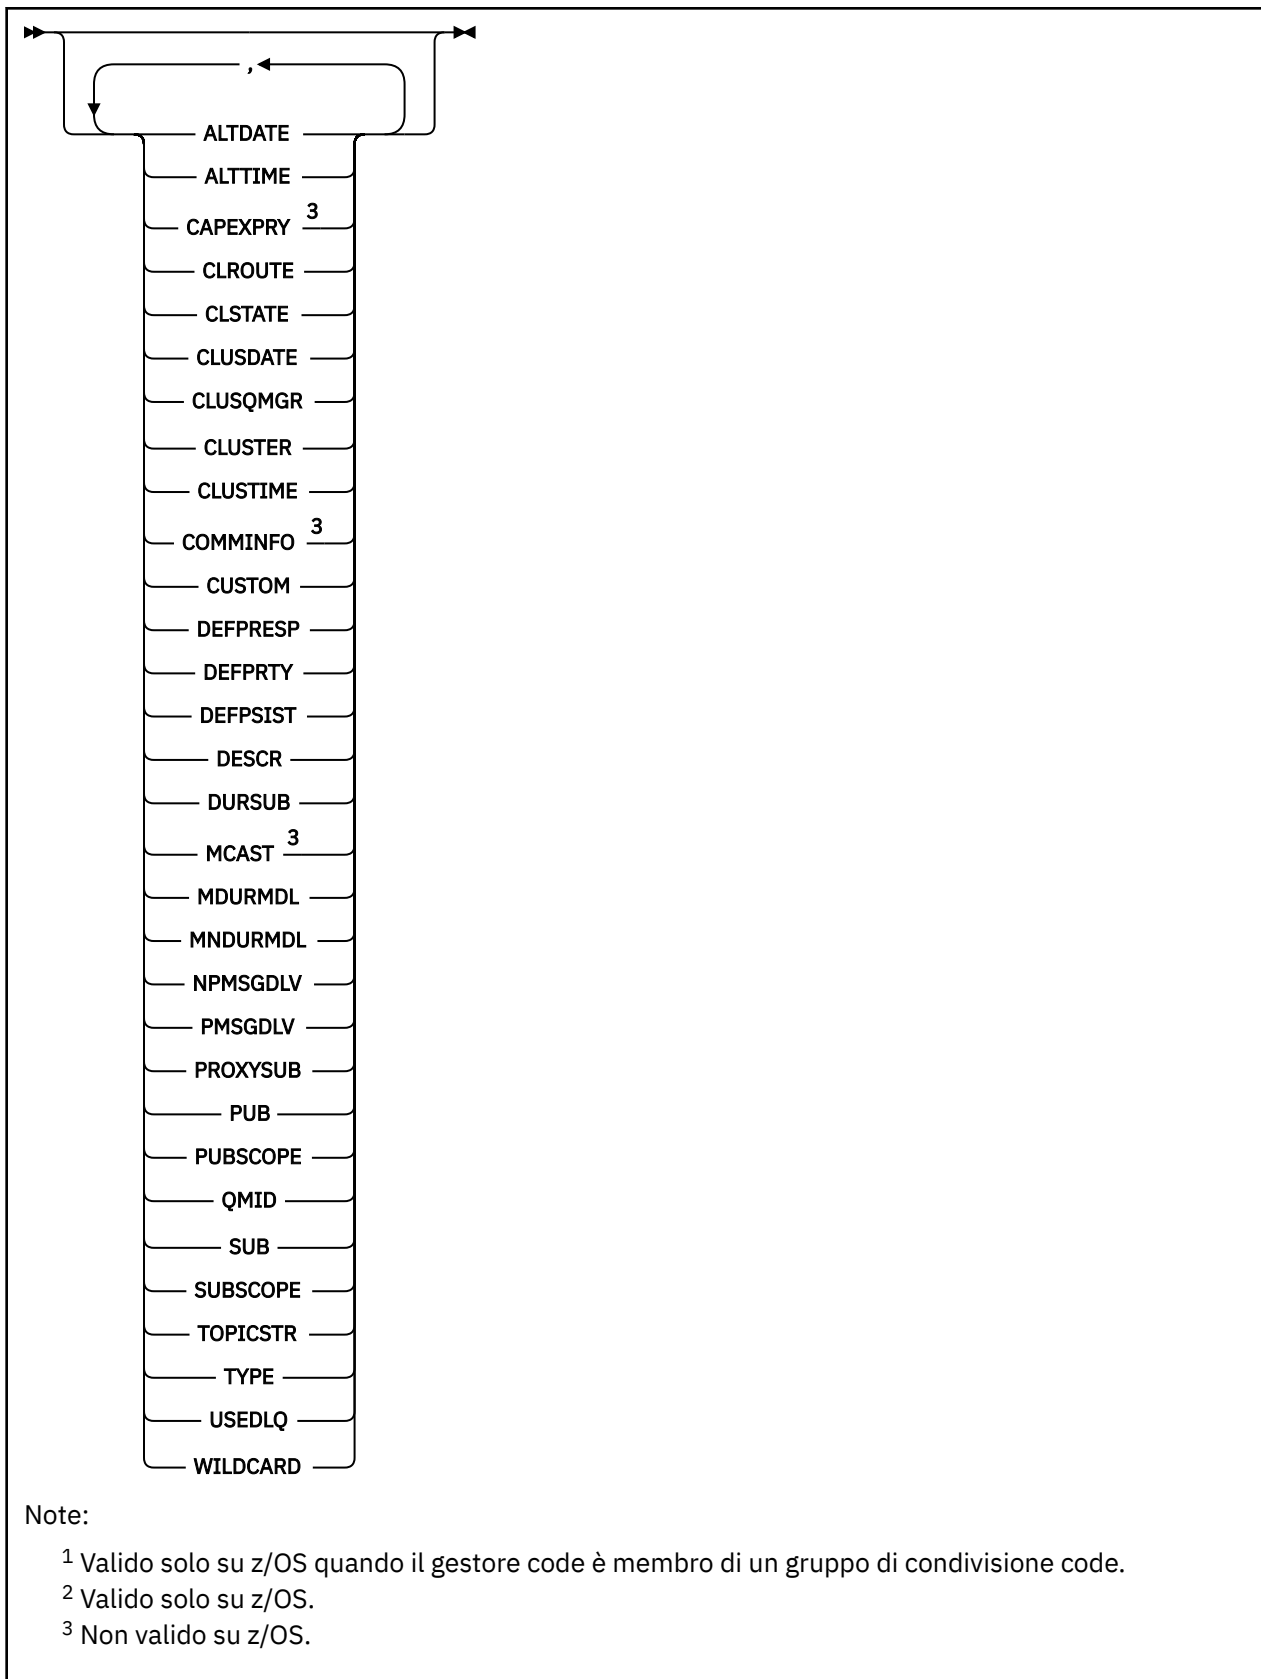 ,
ALTDATE
ALTTIME
CAPEXPRY 3
CLROUTE
CLSTATE
CLUSDATE
CLUSQMGR
CLUSTER
CLUSTIME
COMMINFO 3
CUSTOM
DEFPRESP
DEFPRTY
DEFPSIST
DESCR
DURSUB
MCAST 3
MDURMDL
MNDURMDL
NPMSGDLV
PMSGDLV
PROXYSUB
PUB
PUBSCOPE
QMID
SUB
SUBSCOPE
TOPICSTR
TYPE
USEDLQ
WILDCARD
Note:
1 Valido solo su z/OS quando il gestore code è membro di un gruppo di condivisione code.
2 Valido solo su z/OS.
3 Non valido su z/OS.